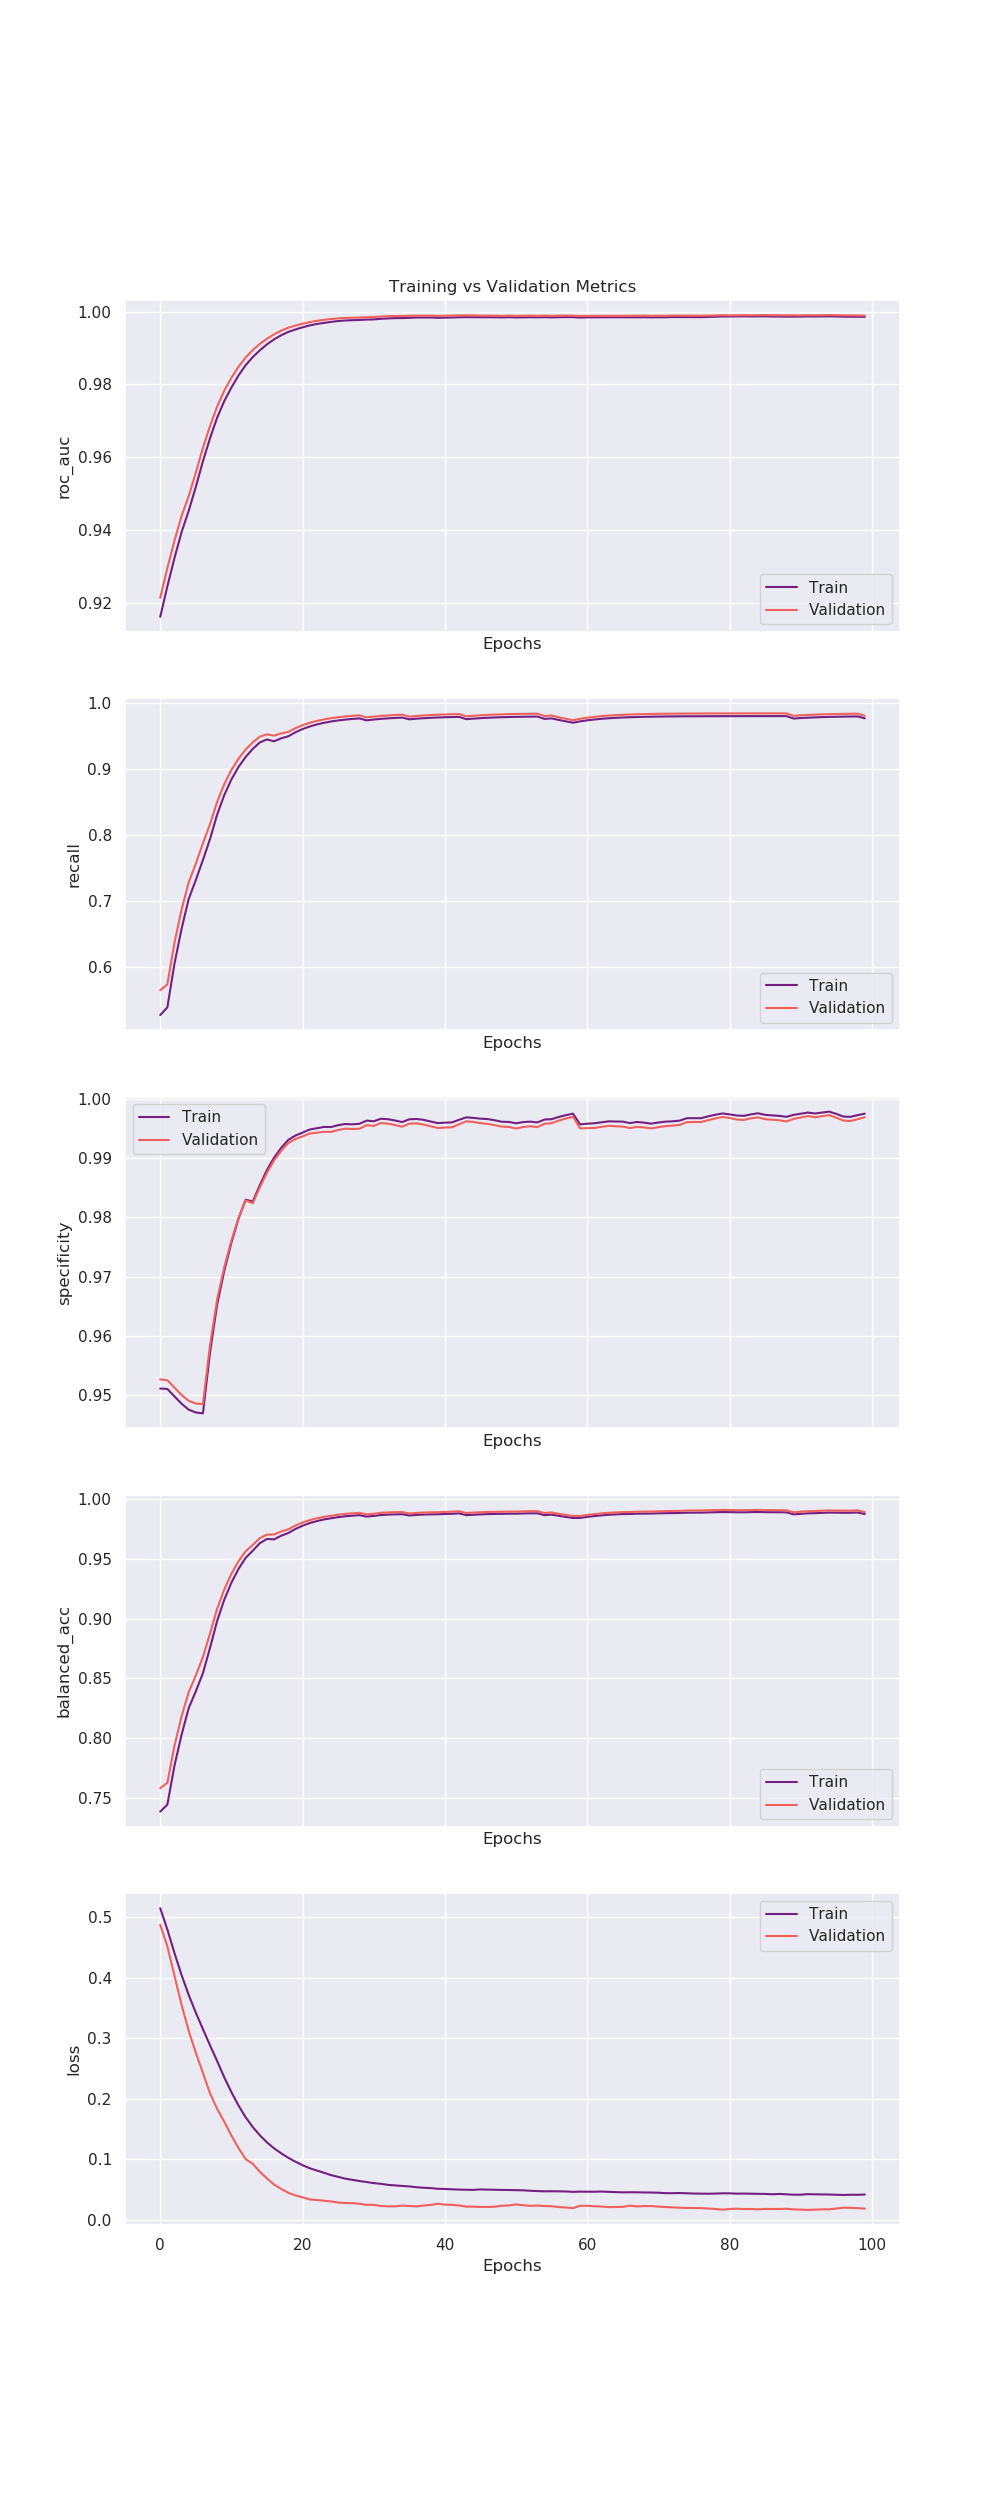 Training vs Validation Metrics
1.00
0.98
0.96
0.94
0.92
roc_auc
Train
Validation
Epochs
1.0
0.9
0.8
0.7
0.6
recall
Train
Validation
Epochs
1.00
0.99
0.98
0.97
0.96
0.95
specificity
Train
Validation
Epochs
1.00
0.95
0.90
0.85
0.80
0.75
balanced_acc
Train
Validation
Epochs
0.5
0.4
0.3
0.2
0.1
0.0
loss
Train
Validation
0 20 40 60 80 100
Epochs